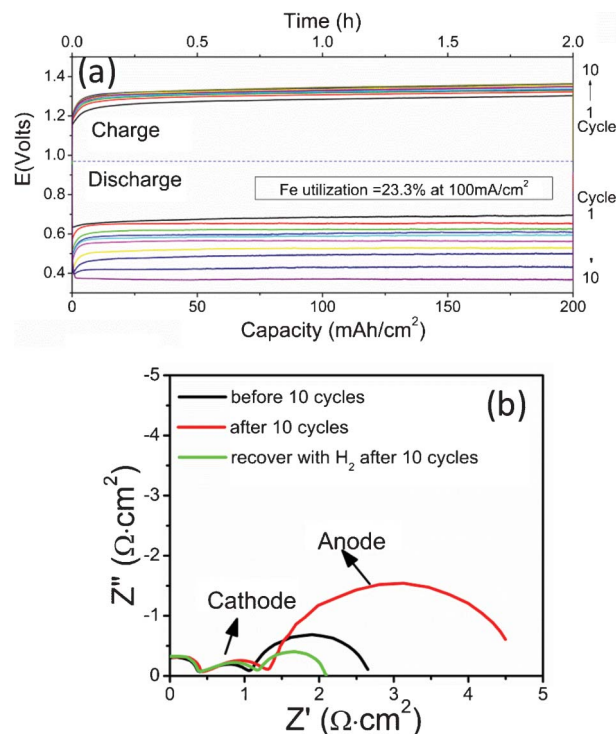 Time (h)
0.0 0.5 1.0 1.5 2.0
(a)
1.4
1.2
1.0
0.8
0.6
0.4
E(Volts)
Charge
10
1
Cycle
Discharge
Fe utilization =23.3% at 100mA/cm²
Cycle
1
10
0 50 100 150 200
Capacity (mAh/cm²)
(b)
-5
-4
-3
-2
-1
0
Z" (Ω·cm²)
before 10 cycles
after 10 cycles
recover with H₂ after 10 cycles
Anode
Cathode
0 1 2 3 4 5
Z' (Ω·cm²)